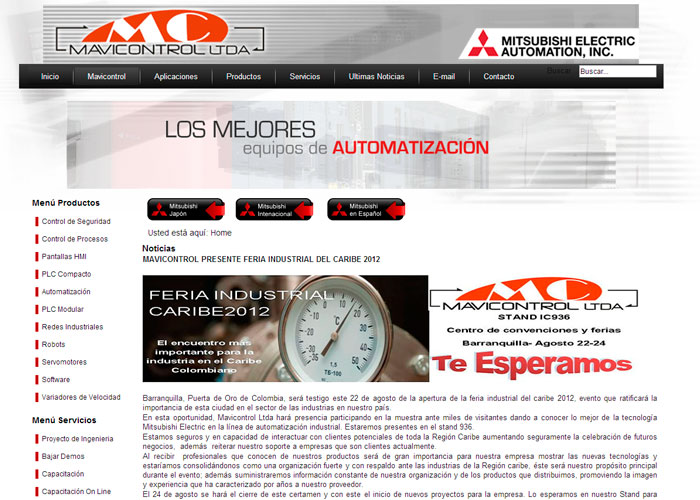 MC
MAVICONTROL LTDA
MITSUBISHI ELECTRIC
AUTOMATION, INC.
Inicio Mavicontrol Aplicaciones Productos Servicios Ultimas Noticias E-mail Contacto Buscar... Buscar...
LOS MEJORES
equipos de AUTOMATIZACIÓN
Menú Productos
Control de Seguridad
Control de Procesos
Pantallas HMI
PLC Compacto
Automatización
PLC Modular
Redes Industriales
Robots
Servomotores
Software
Variadores de Velocidad
Menú Servicios
Proyecto de Ingenieria
Bajar Demos
Capacitación
Capacitación On Line
Mitsubishi
Japón
Mitsubishi
Intenacional
Mitsubishi
en Español
Usted está aquí: Home
Noticias
MAVICONTROL PRESENTE FERIA INDUSTRIAL DEL CARIBE 2012
FERIA INDUSTRIAL
CARIBE2012
El encuentro más
importante para la
industria en el Caribe
Colombiano
°C
-30 -20 -10 0 10 20 30 40 50
1,5
ТБ-100
MC
MAVICONTROL LTDA
STAND IC936
Centro de convenciones y ferias
Barranquilla- Agosto 22-24
Te Esperamos
Barranquilla, Puerta de Oro de Colombia, será testigo este 22 de agosto de la apertura de la feria industrial del caribe 2012, evento que ratificará la
importancia de esta ciudad en el sector de las industrias en nuestro país.
En esta oportunidad, Mavicontrol Ltda hará presencia participando en la muestra ante miles de visitantes dando a conocer lo mejor de la tecnología
Mitsubishi Electric en la línea de automatización industrial. Estaremos presentes en el stand 936.
Estamos seguros y en capacidad de interactuar con clientes potenciales de toda la Región Caribe aumentando seguramente la celebración de futuros
negocios, además reiterar nuestro soporte a empresas que son clientes actualmente.
Al recibir profesionales que conocen de nuestros productos será de gran importancia para nuestra empresa mostrar las nuevas tecnologías y
estaríamos consolidándonos como una organización fuerte y con respaldo ante las industrias de la Región caribe, éste será nuestro propósito principal
durante el evento; además suministraremos información constante de nuestra organización y de los productos que distribuimos, promoviendo la imagen
y experiencia que ha caracterizado por años a nuestro proveedor.
El 24 de agosto se hará el cierre de este certamen y con este el inicio de nuevos proyectos para la empresa. Lo esperamos en nuestro Stand para